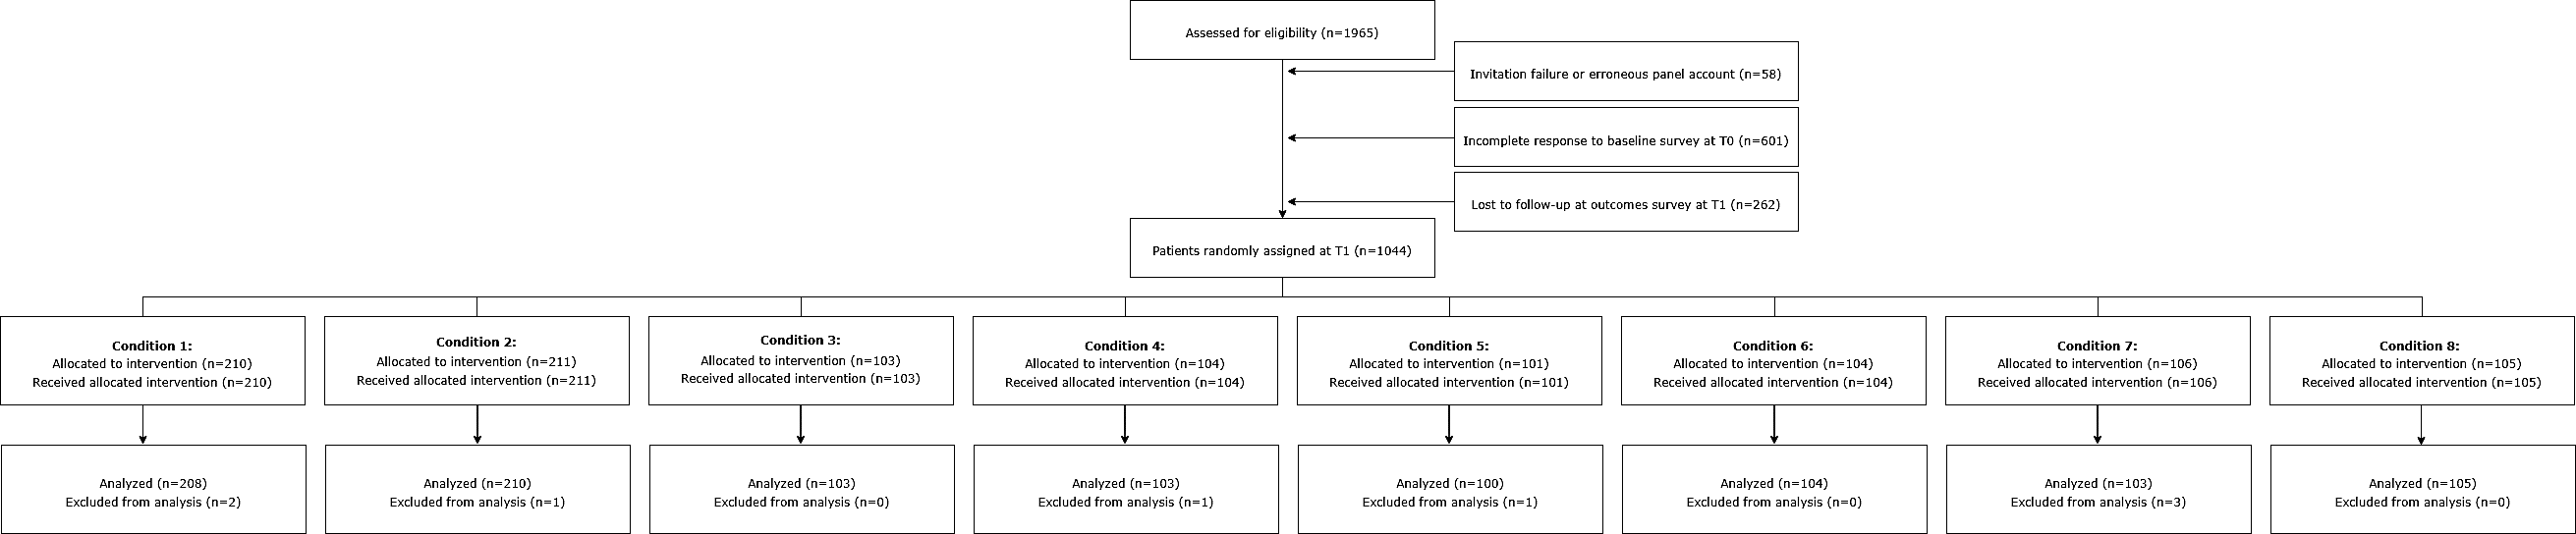 Assessed for eligibility (n=1965)
Invitation failure or erroneous panel account (n=58)
Incomplete response to baseline survey at T0 (n=601)
Lost to follow-up at outcomes survey at T1 (n=262)
Patients randomly assigned at T1 (n=1044)
Condition 1:
Allocated to intervention (n=210)
Received allocated intervention (n=210)
Condition 2:
Allocated to intervention (n=211)
Received allocated intervention (n=211)
Condition 3:
Allocated to intervention (n=103)
Received allocated intervention (n=103)
Condition 4:
Allocated to intervention (n=104)
Received allocated intervention (n=104)
Condition 5:
Allocated to intervention (n=101)
Received allocated intervention (n=101)
Condition 6:
Allocated to intervention (n=104)
Received allocated intervention (n=104)
Condition 7:
Allocated to intervention (n=106)
Received allocated intervention (n=106)
Condition 8:
Allocated to intervention (n=105)
Received allocated intervention (n=105)
Analyzed (n=208)
Excluded from analysis (n=2)
Analyzed (n=210)
Excluded from analysis (n=1)
Analyzed (n=103)
Excluded from analysis (n=0)
Analyzed (n=103)
Excluded from analysis (n=1)
Analyzed (n=100)
Excluded from analysis (n=1)
Analyzed (n=104)
Excluded from analysis (n=0)
Analyzed (n=103)
Excluded from analysis (n=3)
Analyzed (n=105)
Excluded from analysis (n=0)